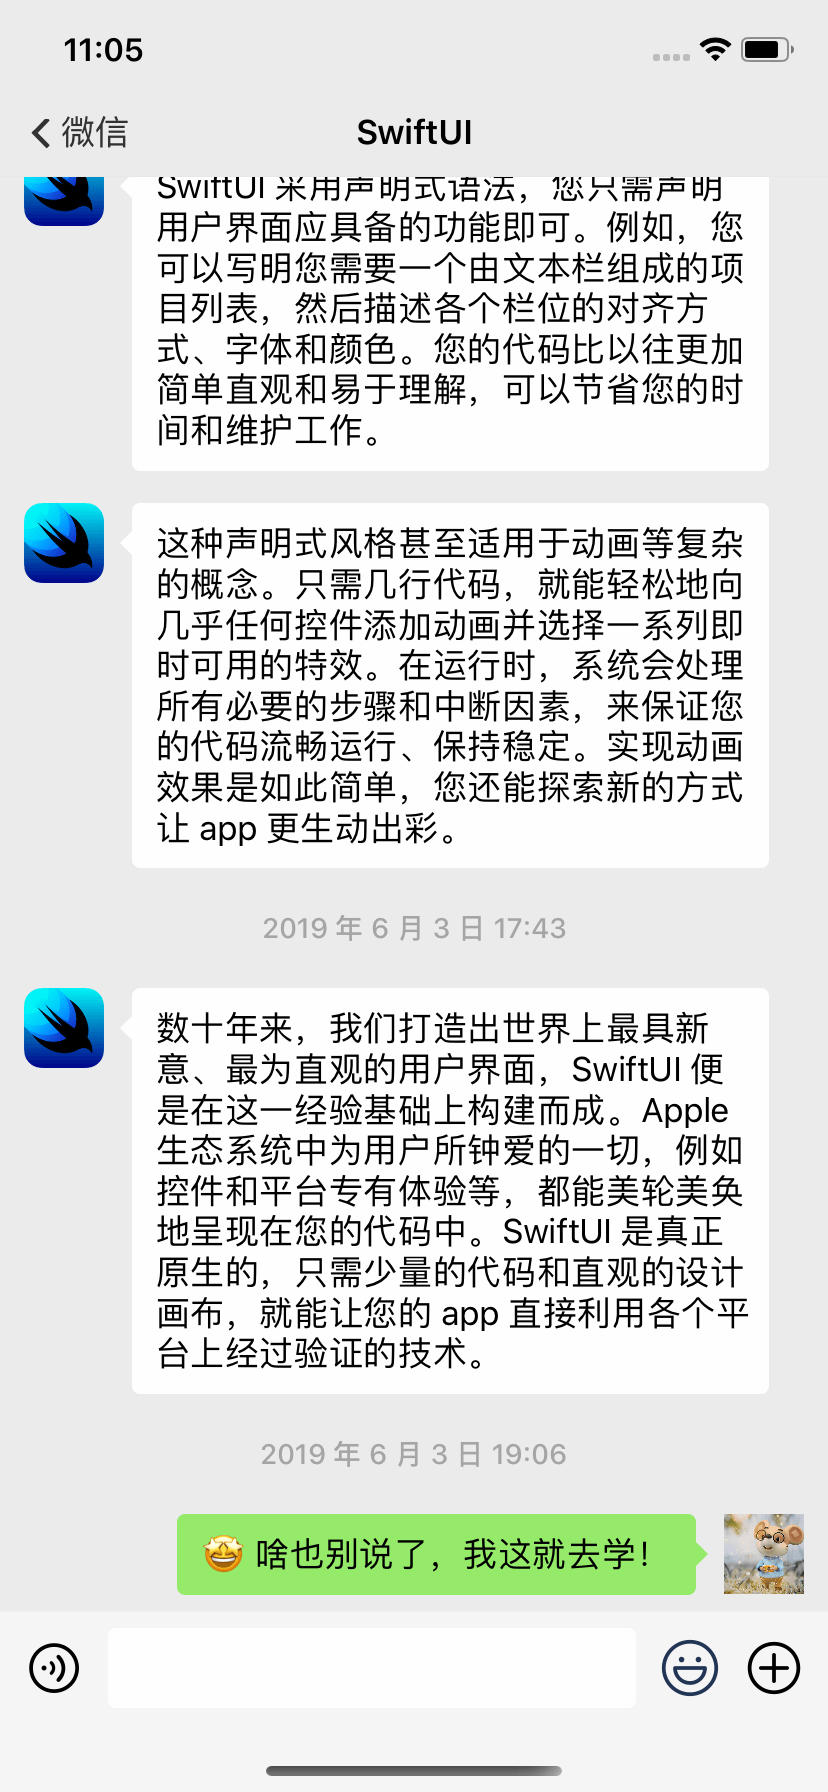 11:05
微信
SwiftUI
SwiftUI 采用声明式语法，您只需声明
用户界面应具备的功能即可。例如，您
可以写明您需要一个由文本栏组成的项
目列表，然后描述各个栏位的对齐方
式、字体和颜色。您的代码比以往更加
简单直观和易于理解，可以节省您的时
间和维护工作。
这种声明式风格甚至适用于动画等复杂
的概念。只需几行代码，就能轻松地向
几乎任何控件添加动画并选择一系列即
时可用的特效。在运行时，系统会处理
所有必要的步骤和中断因素，来保证您
的代码流畅运行、保持稳定。实现动画
效果是如此简单，您还能探索新的方式
让 app 更生动出彩。
2019 年 6 月 3 日 17:43
数十年来，我们打造出世界上最具新
意、最为直观的用户界面，SwiftUI 便
是在这一经验基础上构建而成。Apple
生态系统中为用户所钟爱的一切，例如
控件和平台专有体验等，都能美轮美奂
地呈现在您的代码中。SwiftUI 是真正
原生的，只需少量的代码和直观的设计
画布，就能让您的 app 直接利用各个平
台上经过验证的技术。
2019 年 6 月 3 日 19:06
🤩 啥也别说了，我这就去学！